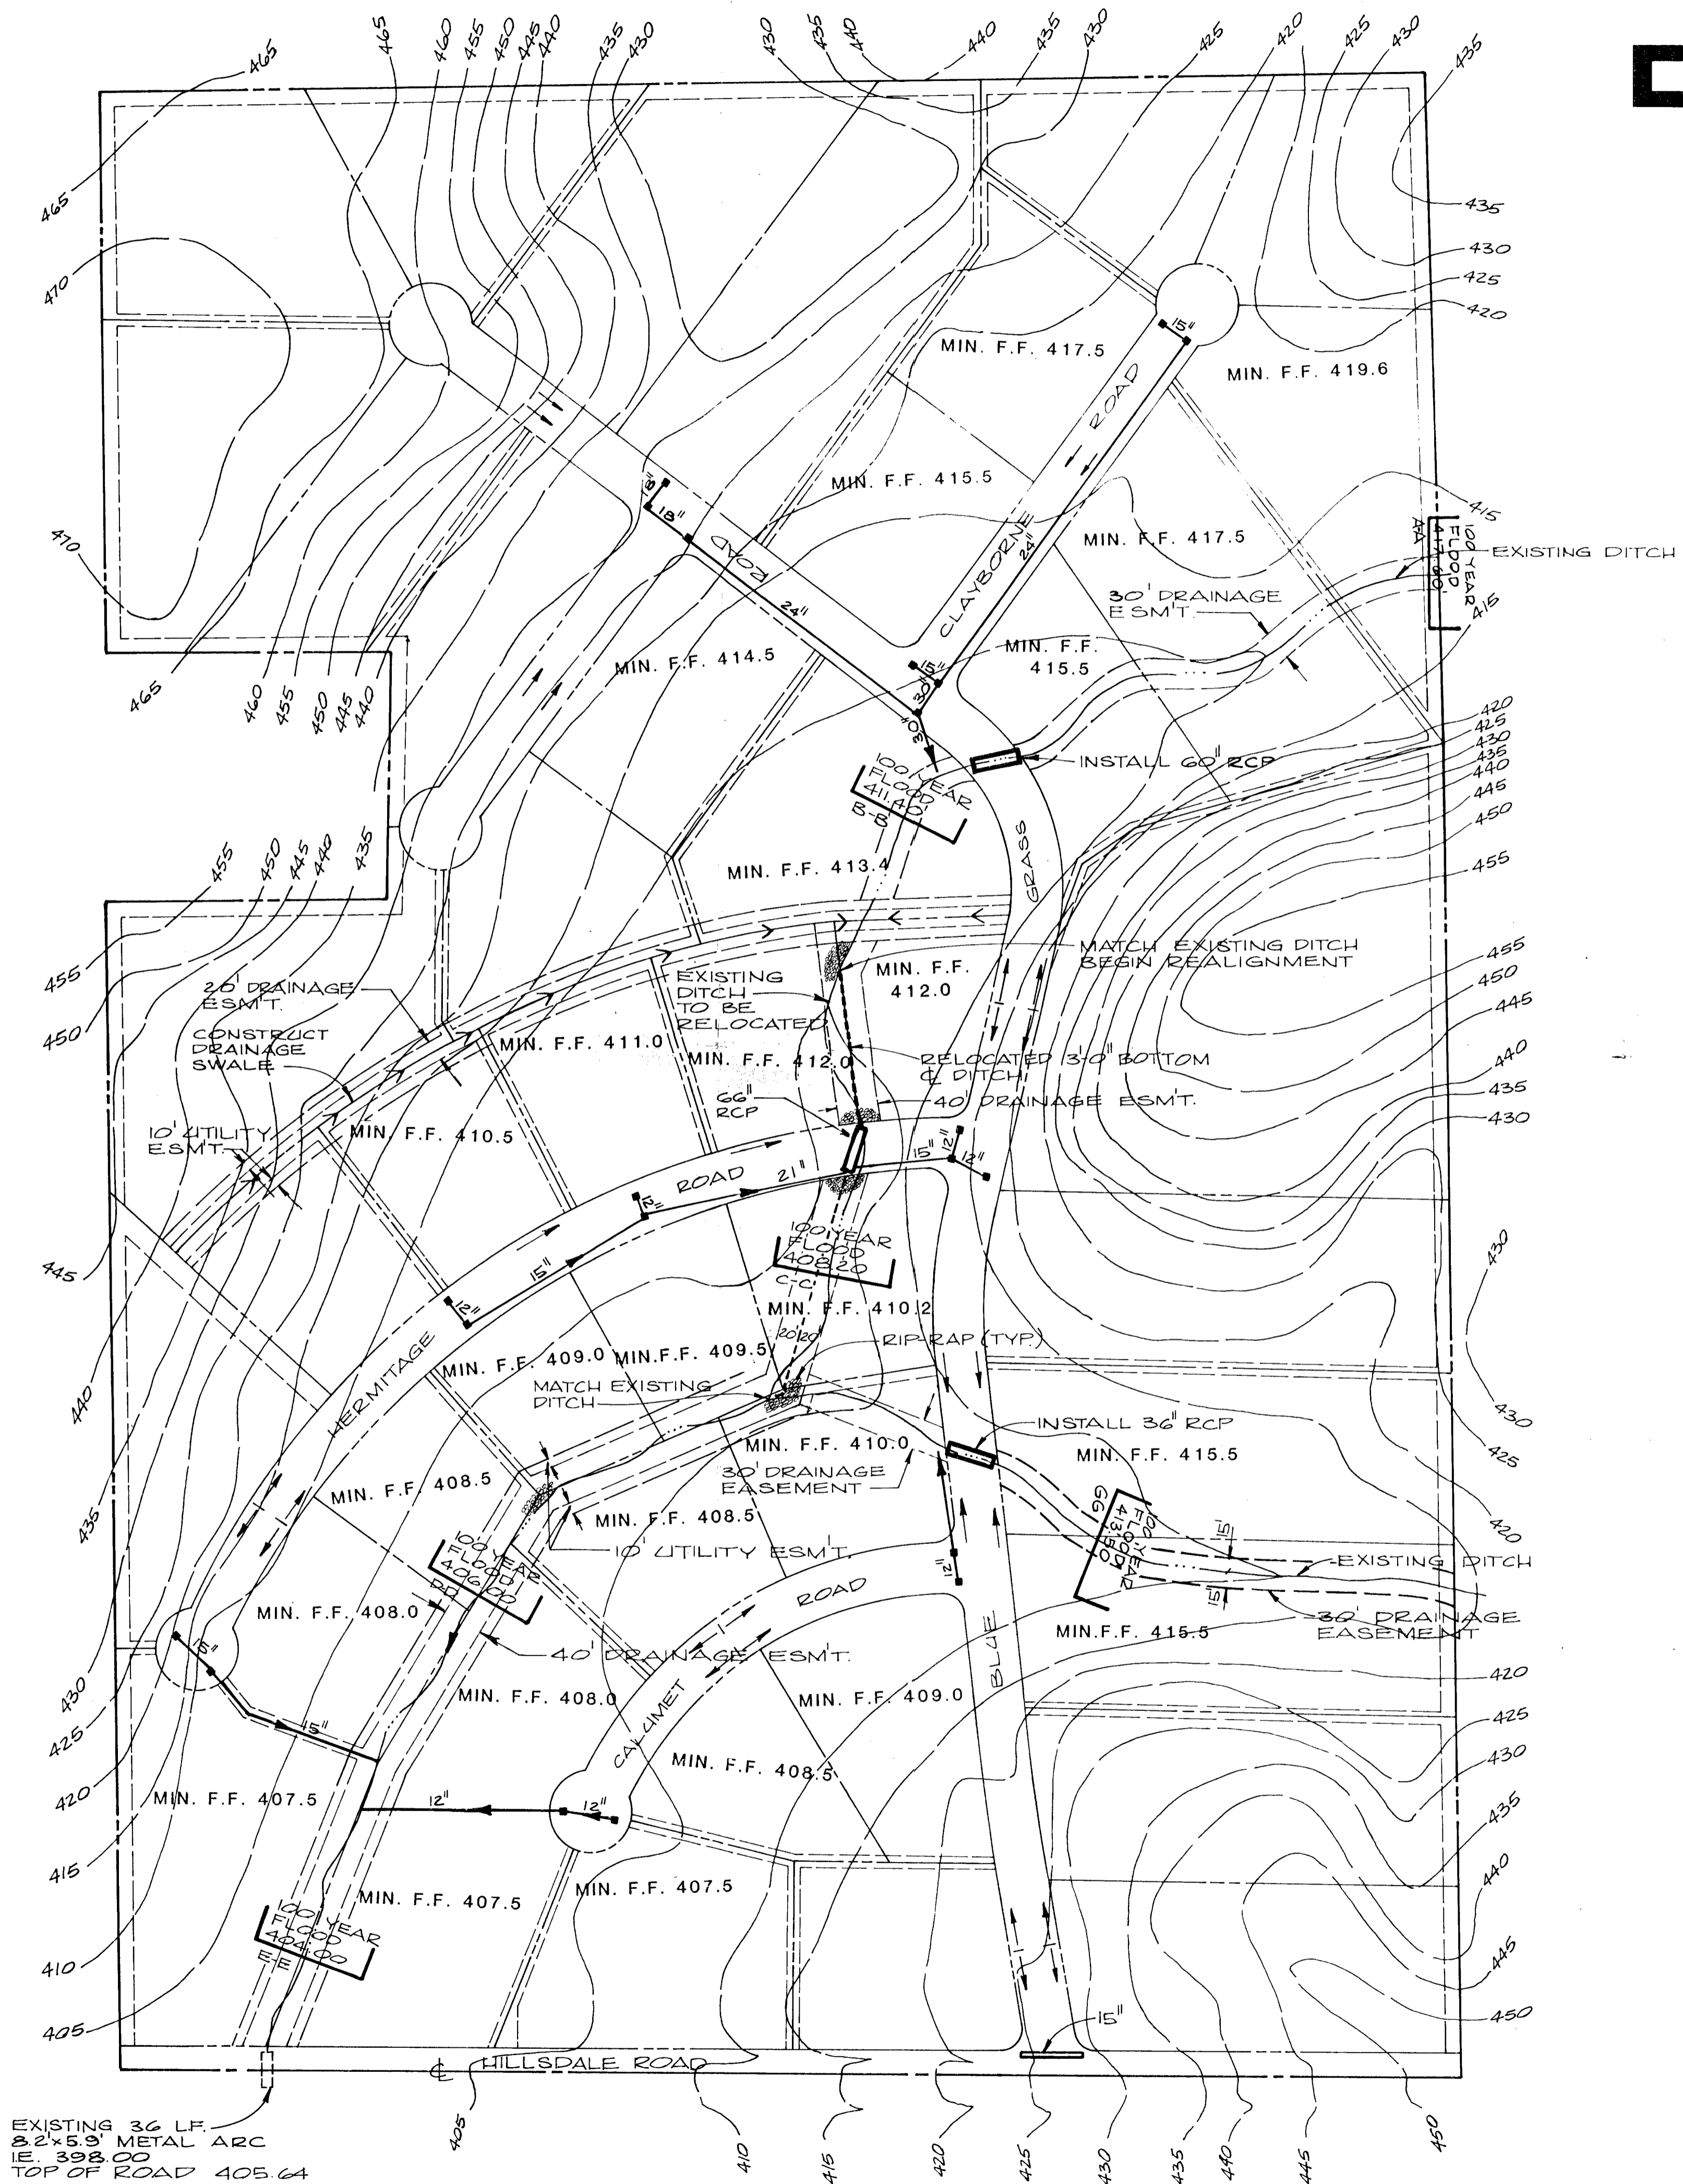 465
465
460
455
450
445
440
435
430
430
435
440
440
435
430
425
420
425
430
435
465
470
470
435
430
425
420
MIN. F.F. 417.5
15"
MIN. F.F. 419.6
ROAD
MIN. F.F. 415.5
18"
18"
ROAD
24"
CLAYBORNE
24"
MIN. F.F. 417.5
415
100 YEAR
FLOOD
A-A
EXISTING DITCH
415
30' DRAINAGE
ESM'T.
MIN. F.F. 414.5
15"
30"
30"
MIN. F.F.
415.5
465
460
455
450
445
440
420
425
430
435
440
445
450
455
INSTALL 60" RCP
100 YEAR
FLOOD
411.40
B-B
GRASS
MIN. F.F. 413.4
455
450
445
440
435
455
450
20' DRAINAGE
ESM'T.
CONSTRUCT
DRAINAGE
SWALE
10' UTILITY
ESM'T.
EXISTING
DITCH
TO BE
RELOCATED
MIN. F.F.
412.0
MATCH EXISTING DITCH
BEGIN REALIGNMENT
455
450
445
440
435
430
MIN. F.F. 411.0
MIN. F.F. 412.0
RELOCATED 3'-0" BOTTOM
℄ DITCH
40' DRAINAGE ESM'T.
66"
RCP
MIN. F.F. 410.5
ROAD
21"
15"
12"
12"
12"
15"
12"
445
440
435
HERMITAGE
100 YEAR
FLOOD
408.20
C-C
MIN. F.F. 410.2
20' 20'
RIP-RAP (TYP.)
MIN. F.F. 409.0
MIN. F.F. 409.5
MATCH EXISTING
DITCH
430
430
425
420
INSTALL 36" RCP
MIN. F.F. 410.0
MIN. F.F. 415.5
30' DRAINAGE
EASEMENT
MIN. F.F. 408.5
MIN. F.F. 408.5
10' UTILITY ESM'T.
100 YEAR
FLOOD
406.00
DD
100 YEAR
FLOOD
413.50
GG
15'
15'
EXISTING DITCH
30' DRAINAGE
EASEMENT
12"
ROAD
MIN. F.F. 408.0
BLUE
MIN. F.F. 415.5
15"
40' DRAINAGE ESM'T.
430
425
420
415
410
405
MIN. F.F. 408.0
MIN. F.F. 409.0
420
425
430
435
440
445
450
15"
CALUMET
MIN. F.F. 408.5
MIN. F.F. 407.5
12"
12"
MIN. F.F. 407.5
MIN. F.F. 407.5
100 YEAR
FLOOD
404.00
E-E
15"
℄ HILLSDALE ROAD
405
410
415
420
425
430
435
440
445
450
EXISTING 36 L.F.
8.2'x5.9' METAL ARC
I.E. 398.00
TOP OF ROAD 405.64